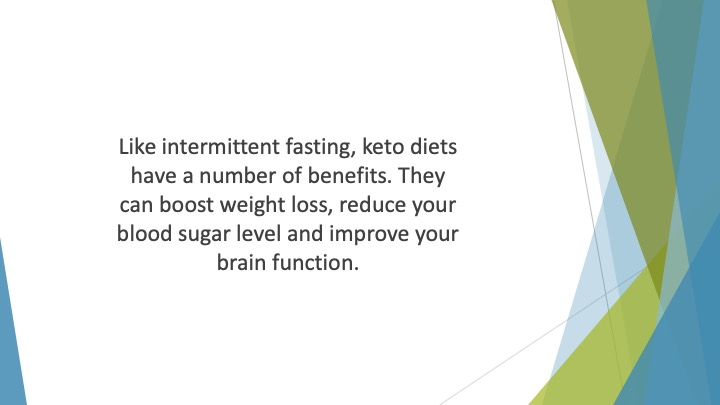 Like intermittent fasting, keto diets
have a number of benefits. They
can boost weight loss, reduce your
blood sugar level and improve your
brain function.